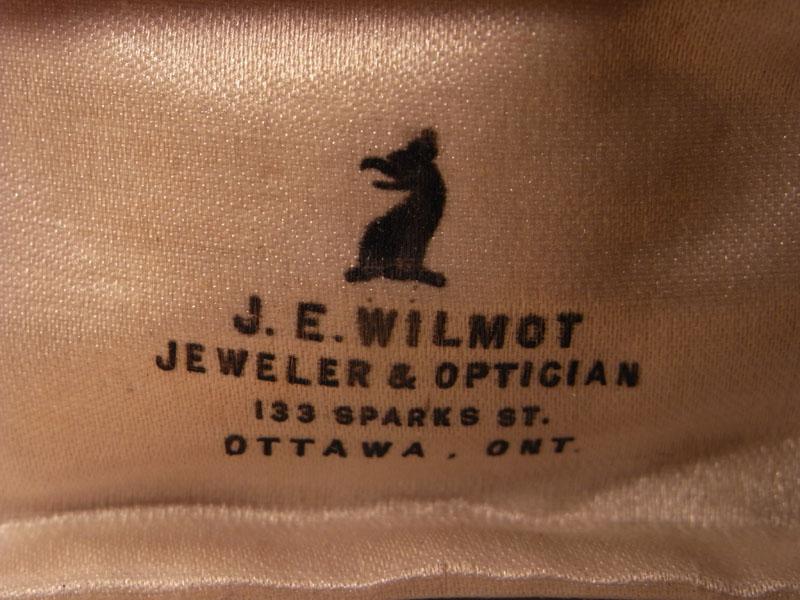 J. E. WILMOT
JEWELER & OPTICIAN
133 SPARKS ST.
OTTAWA, ONT.